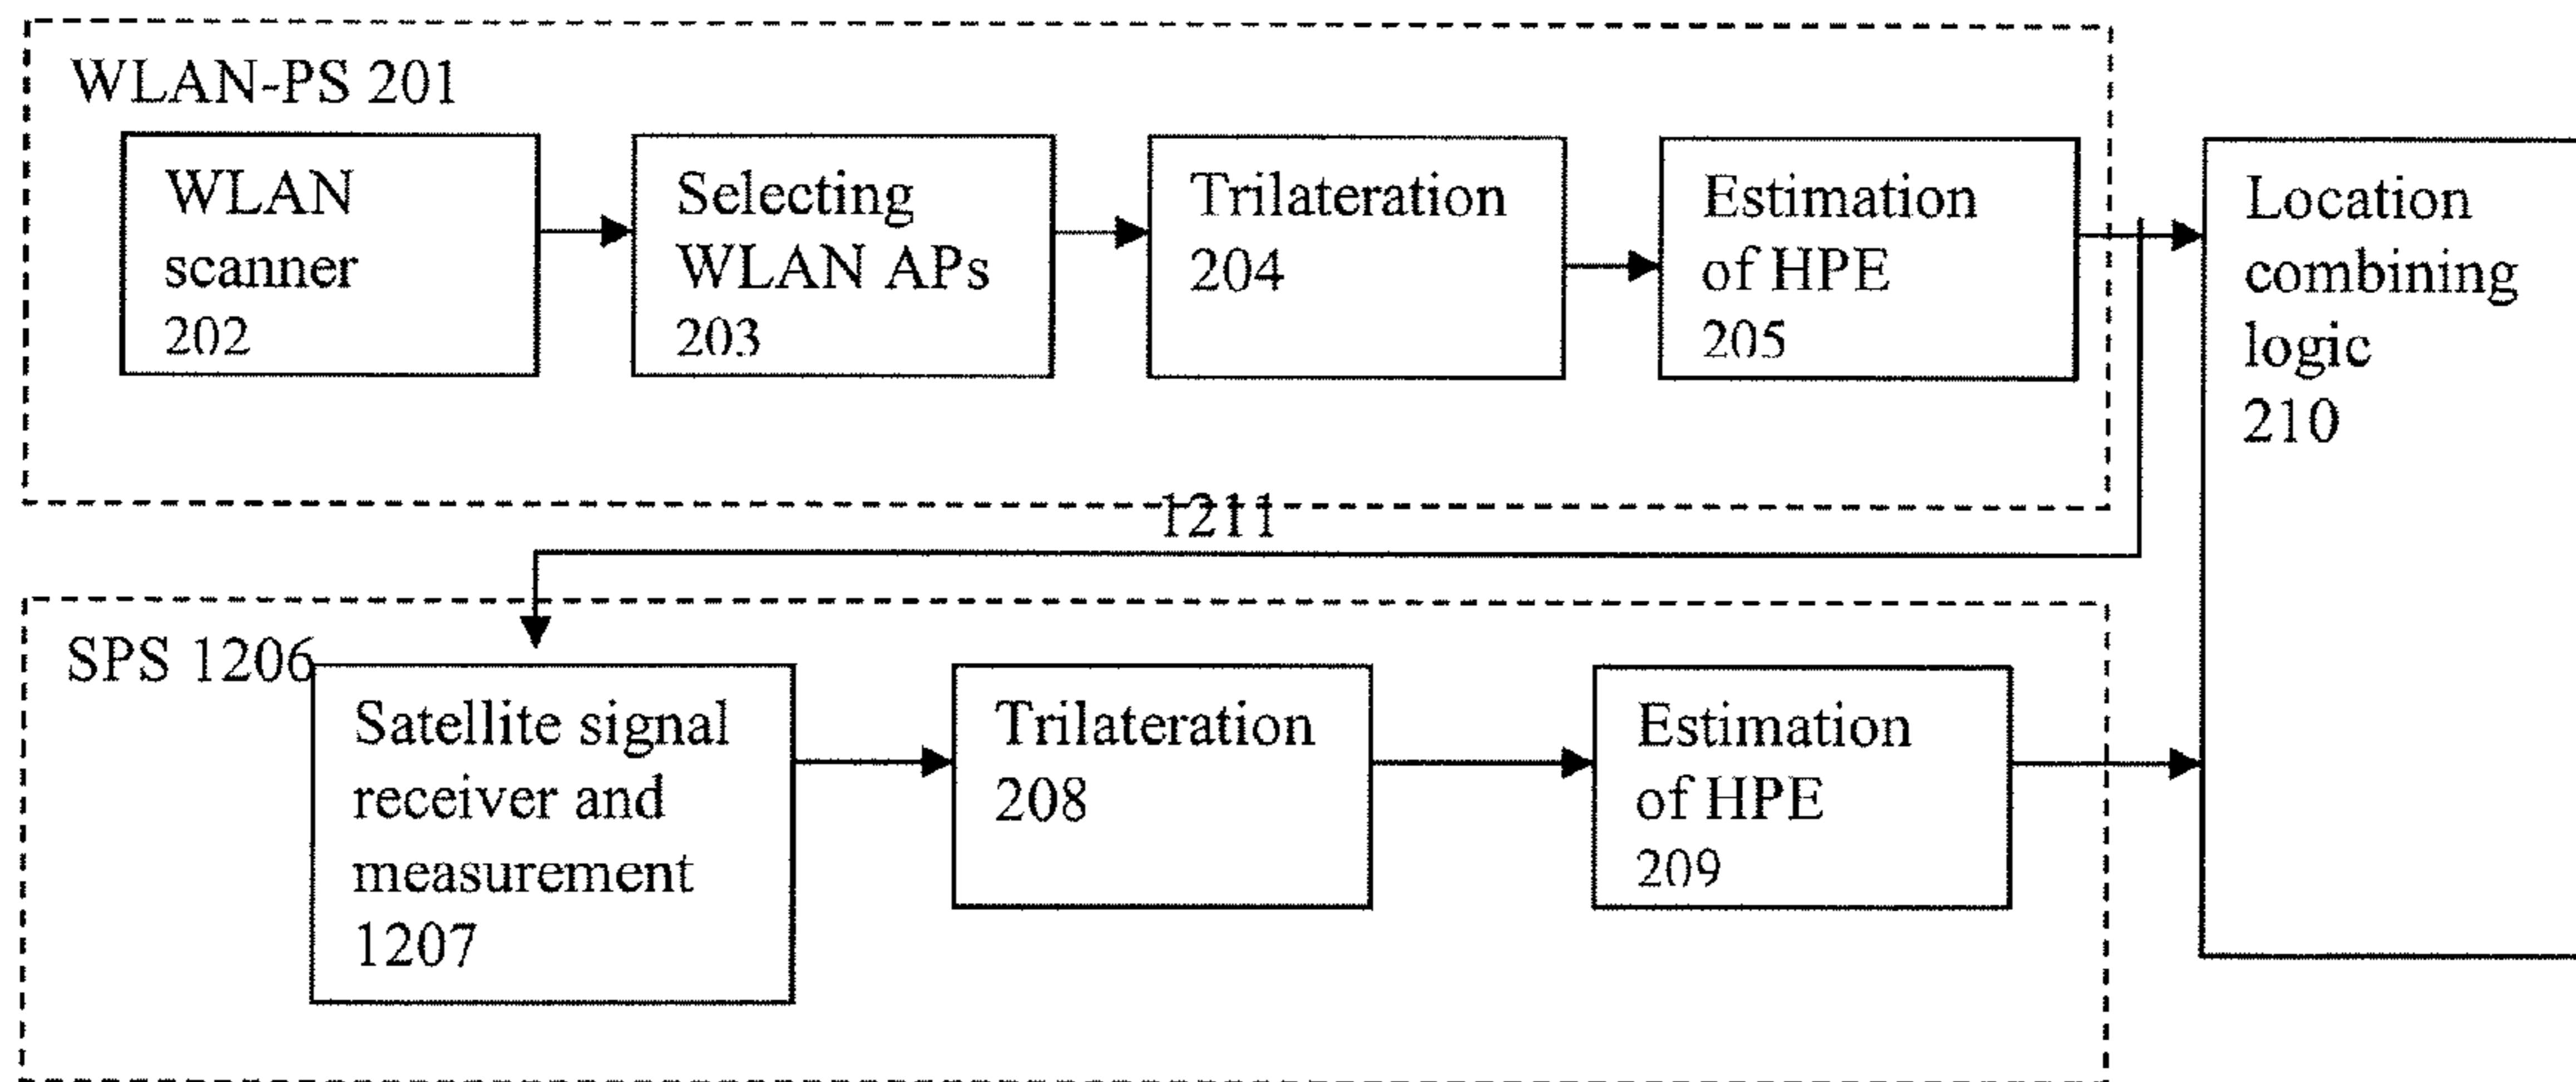 WLAN-PS 201
WLAN
scanner
202
Selecting
WLAN APs
203
Trilateration
204
Estimation
of HPE
205
Location
combining
logic
210
1211
SPS 1206
Satellite signal
receiver and
measurement
1207
Trilateration
208
Estimation
of HPE
209